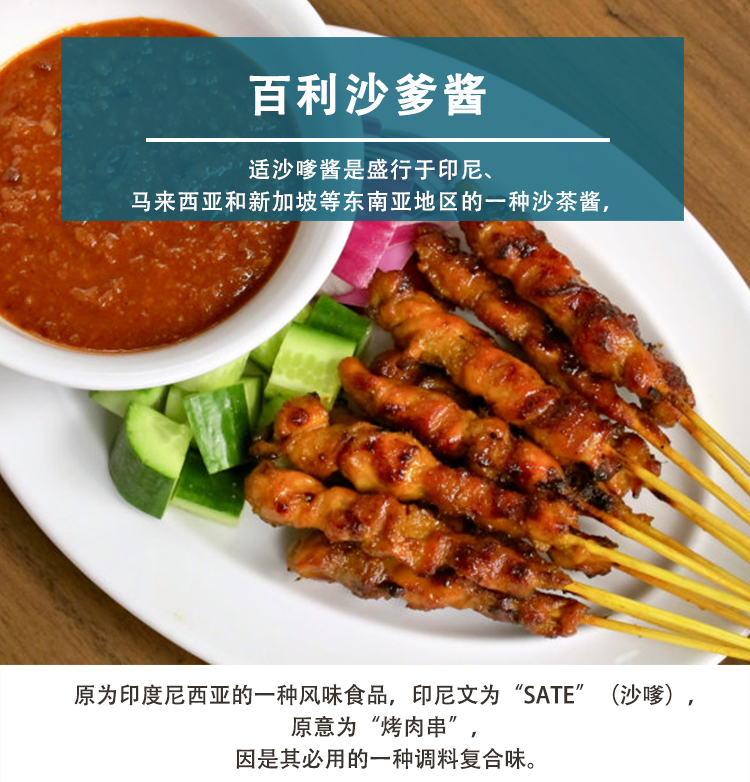 百利沙爹酱
适沙嗲酱是盛行于印尼、
马来西亚和新加坡等东南亚地区的一种沙茶酱,
原为印度尼西亚的一种风味食品, 印尼文为“SATE”(沙嗲),
原意为“烤肉串”,
因是其必用的一种调料复合味。